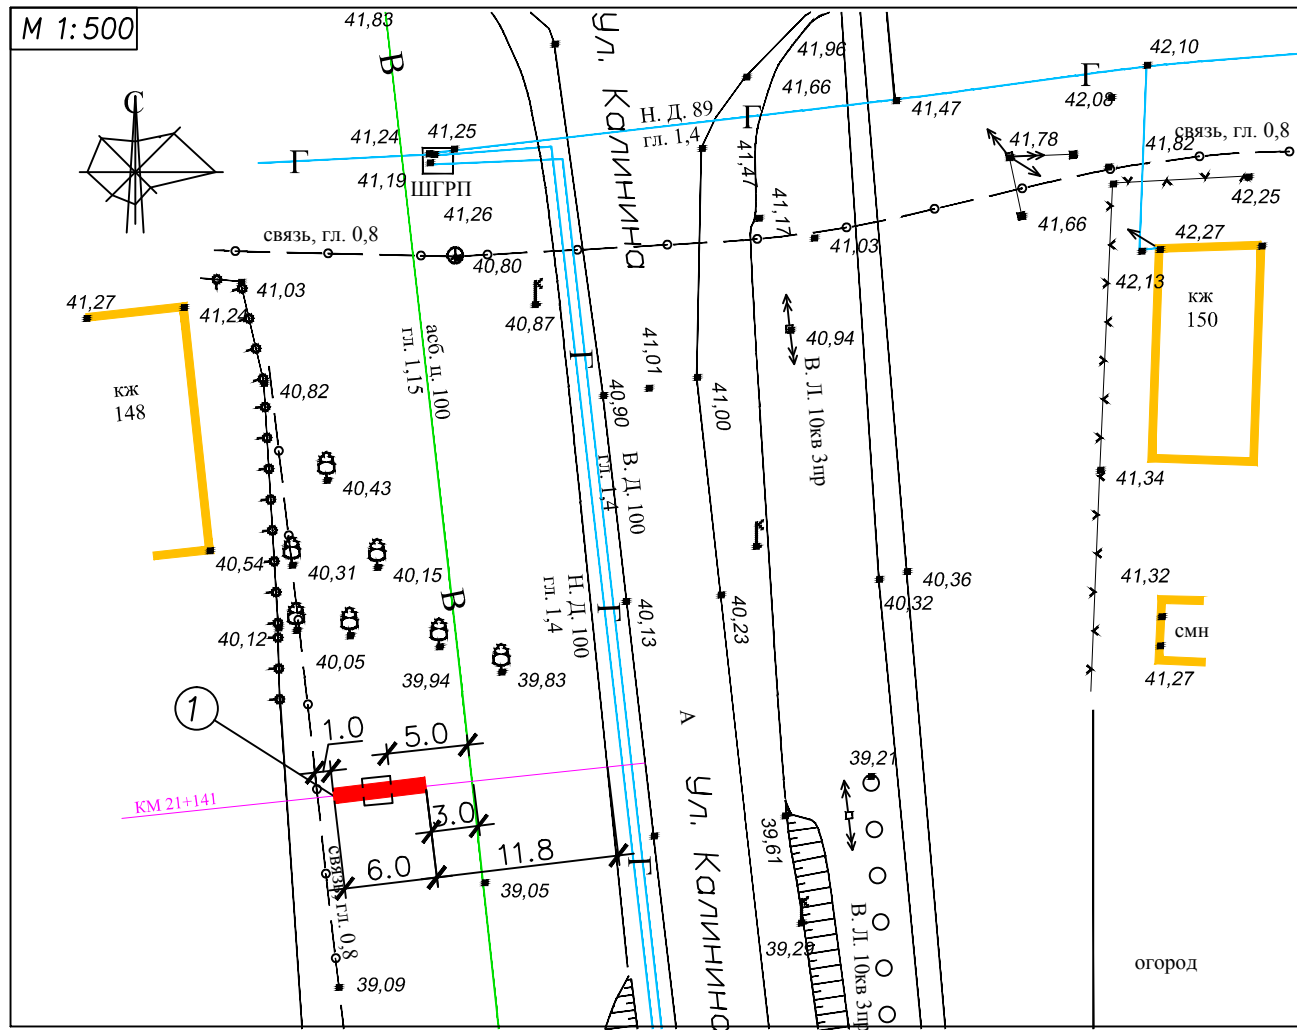 М 1:500
41,83
В
ул. Калинина
41,96
42,10
41,66
41,47
Г
42,08
С
Н. Д. 89
гл. 1,4
Г
41,24
41,25
41,78
41,82
связь, гл. 0,8
Г
41,19
ШГРП
41,47
42,25
41,26
41,17
41,66
связь, гл. 0,8
41,03
42,27
40,80
42,13
41,03
41,27
41,24
кж
150
40,87
асб. ц. 100
гл. 1,15
40,94
Г
41,01
В. Л. 10кв 3пр
кж
148
40,82
40,90
41,00
В. Д. 100
гл. 1,4
40,43
41,34
40,54
40,31
40,15
Н. Д. 100
гл. 1,4
40,36
40,32
41,32
В
Г
40,13
40,23
смн
40,12
40,05
39,94
39,83
41,27
1
1.0
5.0
А
39,21
КМ 21+141
ул. Калинина
3.0
39,61
11.8
6.0
Г
39,05
связь, гл. 0,8
39,29
В. Л. 10кв 3пр
39,09
огород